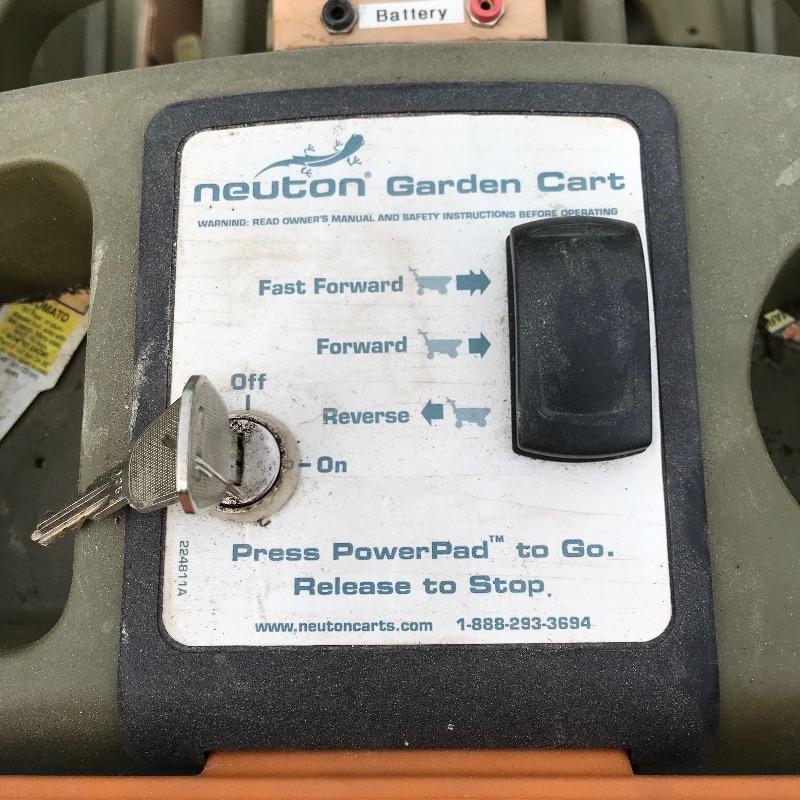 Battery
neuton® Garden Cart
WARNING: READ OWNER'S MANUAL AND SAFETY INSTRUCTIONS BEFORE OPERATING
Fast Forward
Forward
Off
Reverse
On
Press PowerPad™ to Go.
Release to Stop.
224811A
www.neutoncarts.com 1-888-293-3694